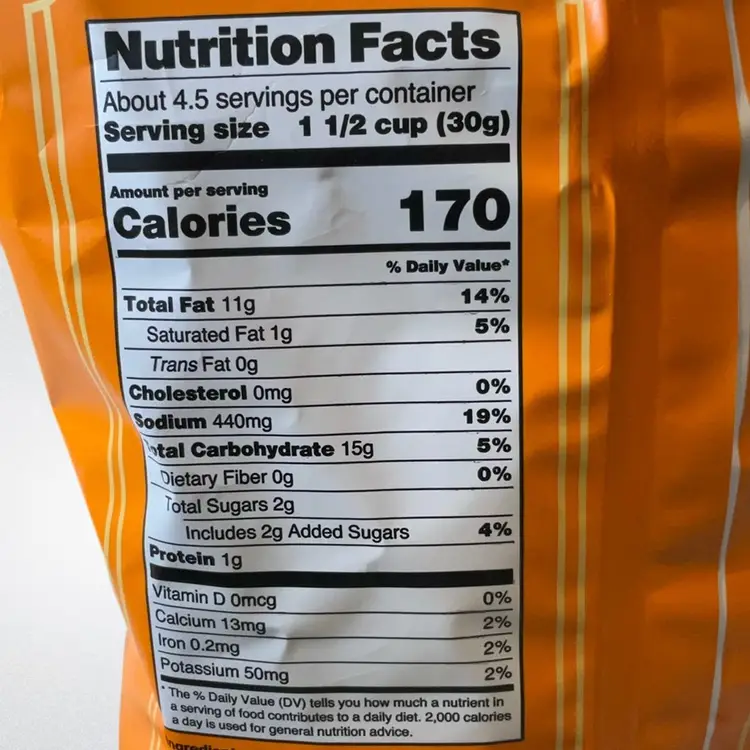 Nutrition Facts
About 4.5 servings per container
Serving size 1 1/2 cup (30g)
Amount per serving
Calories 170
% Daily Value*
Total Fat 11g 14%
Saturated Fat 1g 5%
Trans Fat 0g
Cholesterol 0mg 0%
Sodium 440mg 19%
otal Carbohydrate 15g 5%
Dietary Fiber 0g 0%
Total Sugars 2g
Includes 2g Added Sugars 4%
Protein 1g
Vitamin D 0mcg 0%
Calcium 13mg 2%
Iron 0.2mg 2%
Potassium 50mg 2%
* The % Daily Value (DV) tells you how much a nutrient in
a serving of food contributes to a daily diet. 2,000 calories
a day is used for general nutrition advice.